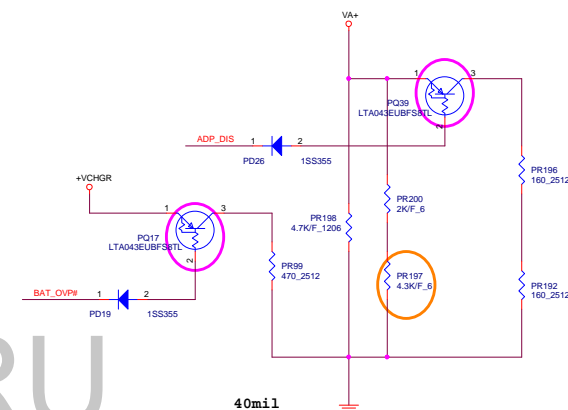 VA+
1
3
PQ39
LTA043EUBFS8TL
2
ADP_DIS
1
2
PD26
1SS355
PR196
160_2512
+VCHGR
PR200
2K/F_6
1
3
PR198
4.7K/F_1206
PQ17
LTA043EUBFS8TL
2
PR99
470_2512
PR197
4.3K/F_6
PR192
160_2512
BAT_OVP#
1
2
PD19
1SS355
RU
40mil